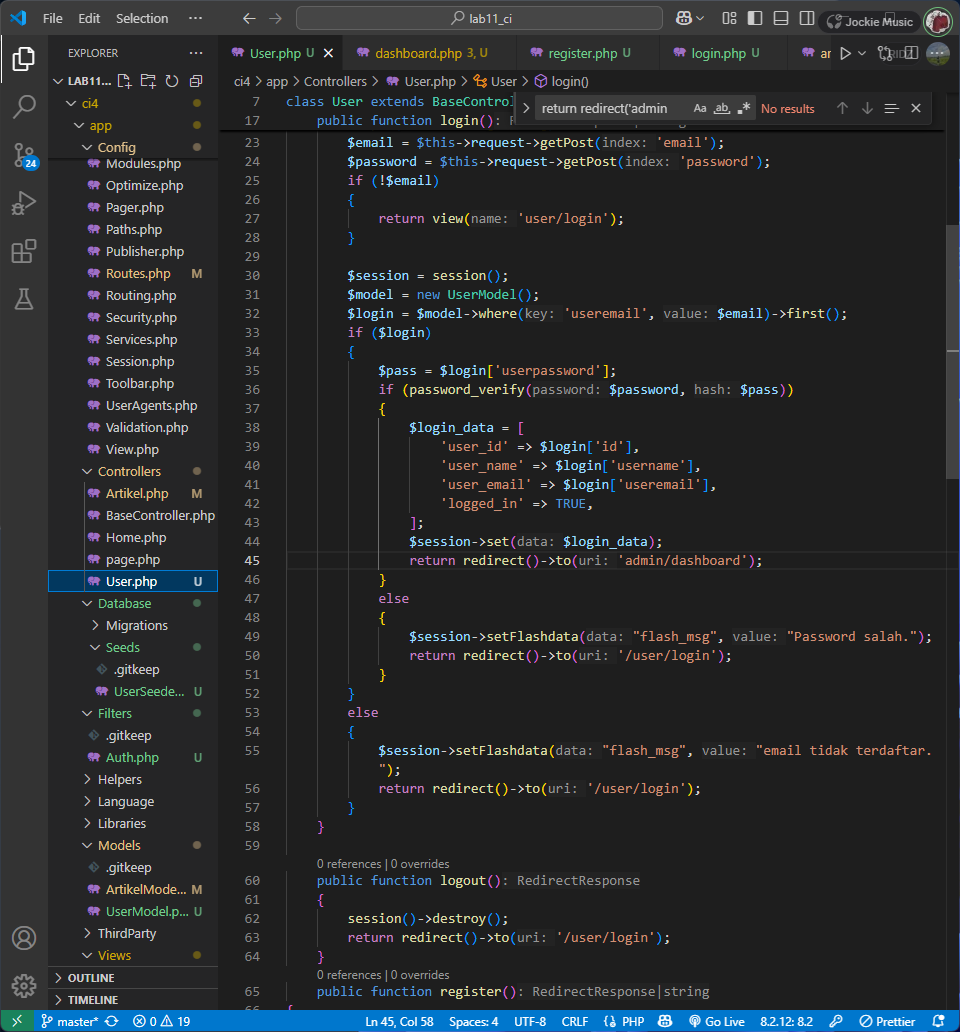 File Edit Selection ··· lab11_ci Jockie Music
EXPLORER ···
User.php U
dashboard.php 3, U
register.php U
login.php U
LAB11...
ci4 > app > Controllers > User.php > User > login()
return redirect('admin Aa ab .* No results
ci4
app
Config
Modules.php
Optimize.php
Pager.php
Paths.php
Publisher.php
Routes.php M
Routing.php
Security.php
Services.php
Session.php
Toolbar.php
UserAgents.php
Validation.php
View.php
Controllers
Artikel.php M
BaseController.php
Home.php
page.php
User.php U
Database
Migrations
Seeds
.gitkeep
UserSeede... U
Filters
.gitkeep
Auth.php U
Helpers
Language
Libraries
Models
.gitkeep
ArtikelMode... M
UserModel.p... U
ThirdParty
Views
OUTLINE
TIMELINE
24
7 class User extends BaseControl
17 public function login():
23 $email = $this->request->getPost(index: 'email');
24 $password = $this->request->getPost(index: 'password');
25 if (!$email)
26 {
27 return view(name: 'user/login');
28 }
29
30 $session = session();
31 $model = new UserModel();
32 $login = $model->where(key: 'useremail', value: $email)->first();
33 if ($login)
34 {
35 $pass = $login['userpassword'];
36 if (password_verify(password: $password, hash: $pass))
37 {
38 $login_data = [
39 'user_id' => $login['id'],
40 'user_name' => $login['username'],
41 'user_email' => $login['useremail'],
42 'logged_in' => TRUE,
43 ];
44 $session->set(data: $login_data);
45 return redirect()->to(uri: 'admin/dashboard');
46 }
47 else
48 {
49 $session->setFlashdata(data: "flash_msg", value: "Password salah.");
50 return redirect()->to(uri: '/user/login');
51 }
52 }
53 else
54 {
55 $session->setFlashdata(data: "flash_msg", value: "email tidak terdaftar.
");
56 return redirect()->to(uri: '/user/login');
57 }
58 }
59
0 references | 0 overrides
60 public function logout(): RedirectResponse
61 {
62 session()->destroy();
63 return redirect()->to(uri: '/user/login');
64 }
0 references | 0 overrides
65 public function register(): RedirectResponse|string
66 {
master* 0 19 Ln 45, Col 58 Spaces: 4 UTF-8 CRLF {} PHP Go Live 8.2.12: 8.2 Prettier